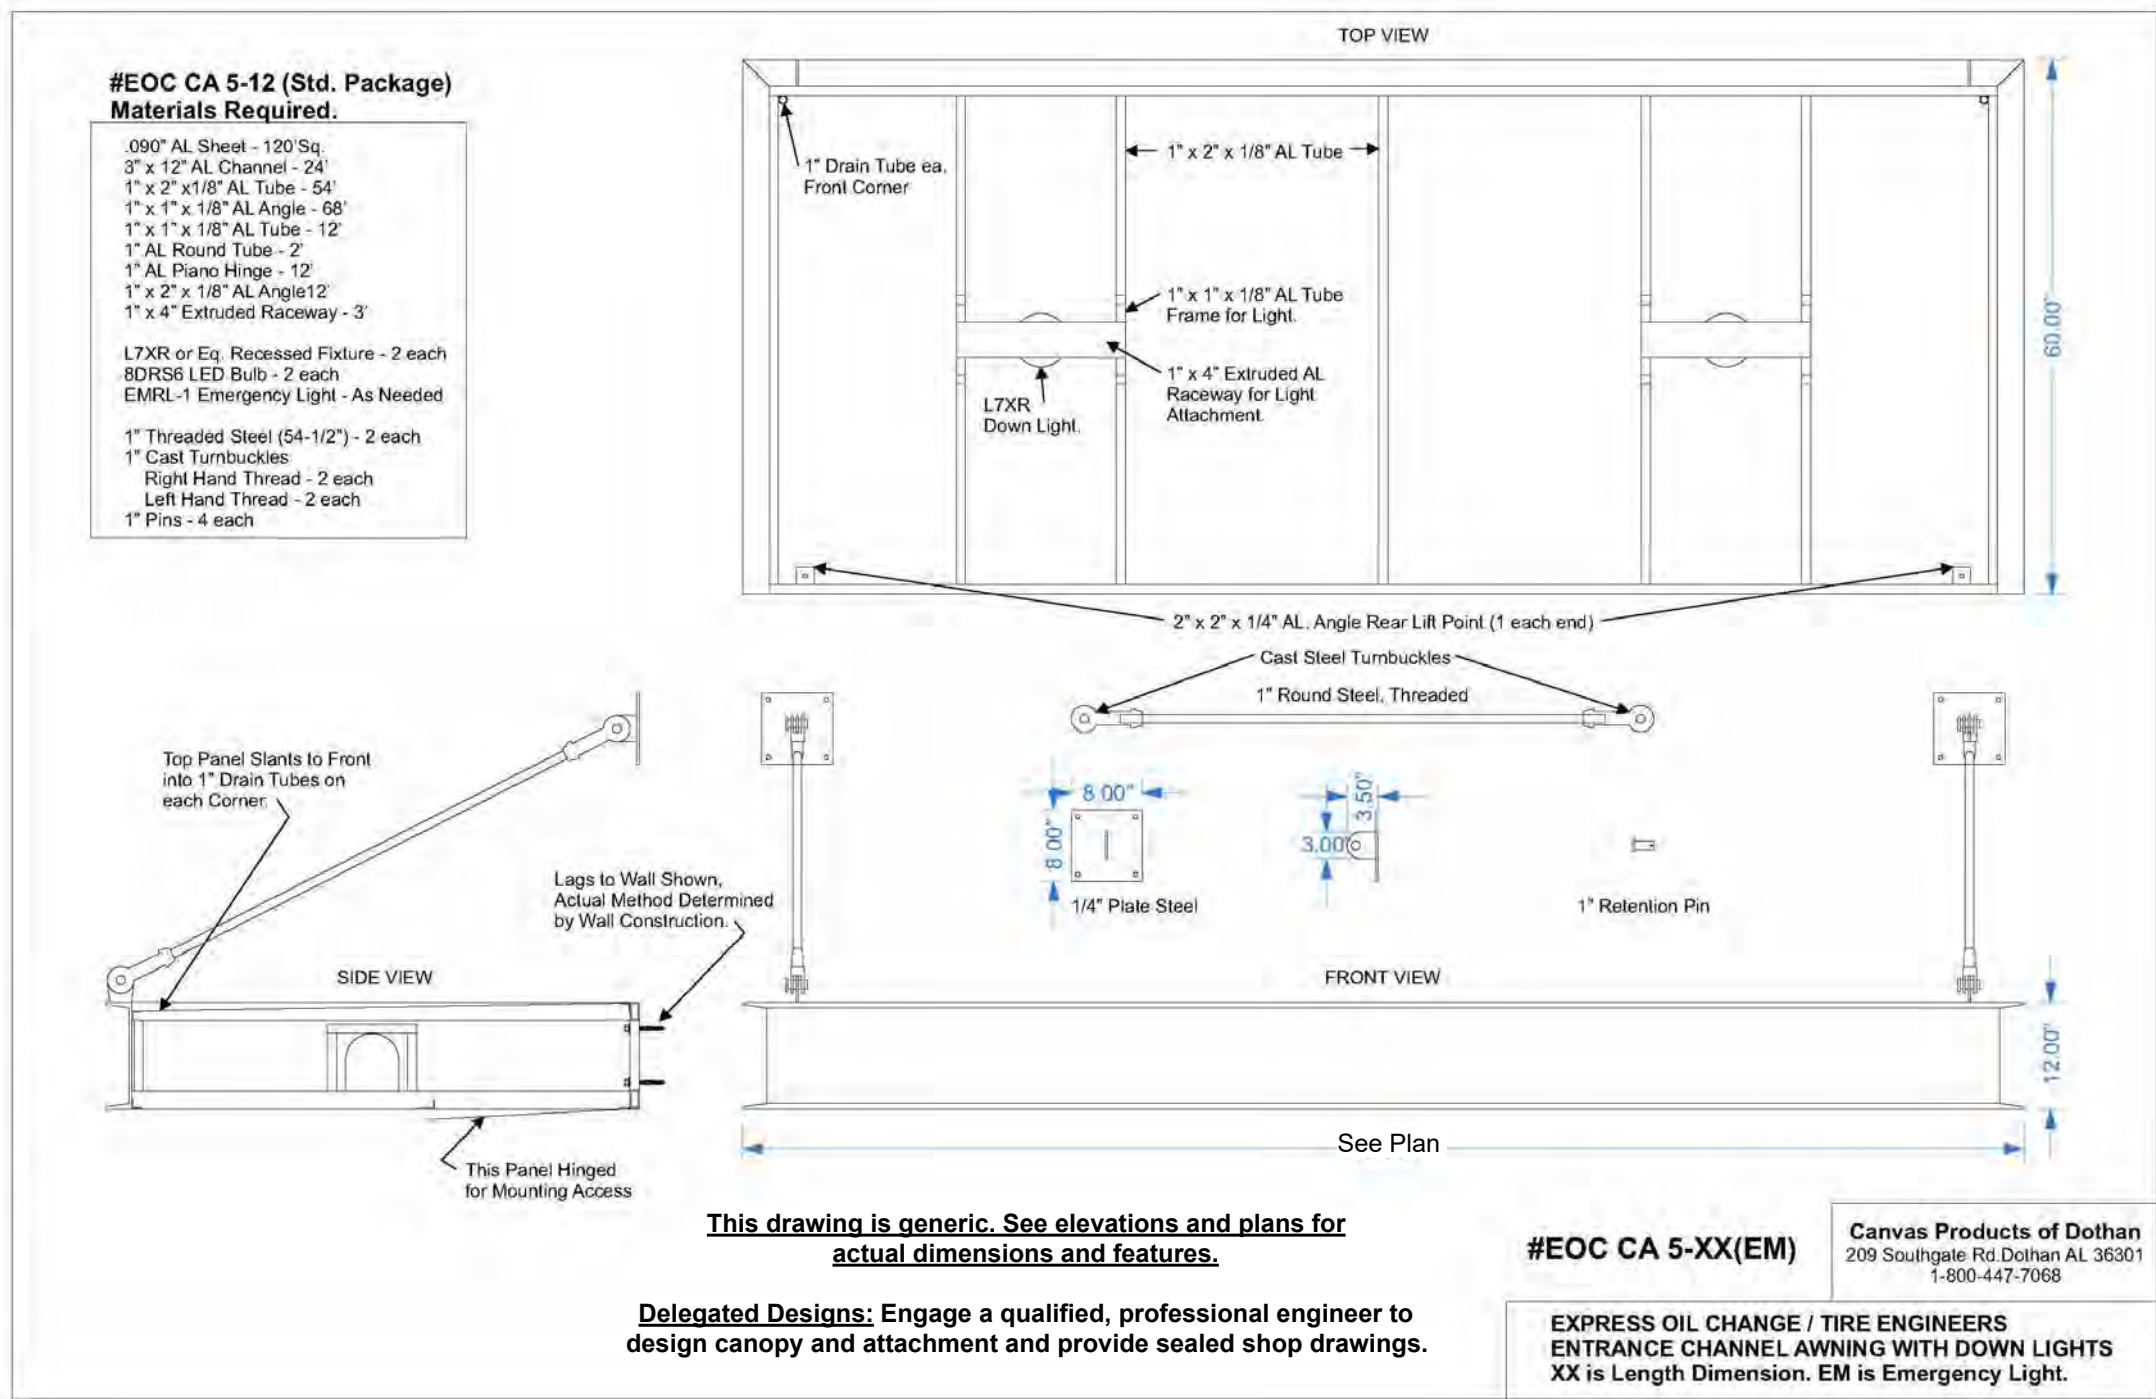 TOP VIEW
#EOC CA 5-12 (Std. Package)
Materials Required.
.090" AL Sheet - 120'Sq.
3" x 12" AL Channel - 24'
1" x 2" x1/8" AL Tube - 54'
1" x 1" x 1/8" AL Angle - 68'
1" x 1" x 1/8" AL Tube - 12'
1" AL Round Tube - 2'
1" AL Piano Hinge - 12'
1" x 2" x 1/8" AL Angle12'
1" x 4" Extruded Raceway - 3'
L7XR or Eq. Recessed Fixture - 2 each
8DRS6 LED Bulb - 2 each
EMRL-1 Emergency Light - As Needed
1" Threaded Steel (54-1/2") - 2 each
1" Cast Turnbuckles
Right Hand Thread - 2 each
Left Hand Thread - 2 each
1" Pins - 4 each
1" Drain Tube ea.
Front Corner
1" x 2" x 1/8" AL Tube
1" x 1" x 1/8" AL Tube
Frame for Light.
1" x 4" Extruded AL
Raceway for Light
Attachment.
L7XR
Down Light.
60.00"
2" x 2" x 1/4" AL. Angle Rear Lift Point (1 each end)
Cast Steel Turnbuckles
1" Round Steel, Threaded
Top Panel Slants to Front
into 1" Drain Tubes on
each Corner.
8.00"
8.00"
1/4" Plate Steel
3.50"
3.00"
1" Retention Pin
Lags to Wall Shown,
Actual Method Determined
by Wall Construction.
SIDE VIEW
FRONT VIEW
12.00"
See Plan
This Panel Hinged
for Mounting Access
This drawing is generic. See elevations and plans for
actual dimensions and features.
Delegated Designs: Engage a qualified, professional engineer to
design canopy and attachment and provide sealed shop drawings.
#EOC CA 5-XX(EM)
Canvas Products of Dothan
209 Southgate Rd.Dothan AL 36301
1-800-447-7068
EXPRESS OIL CHANGE / TIRE ENGINEERS
ENTRANCE CHANNEL AWNING WITH DOWN LIGHTS
XX is Length Dimension. EM is Emergency Light.